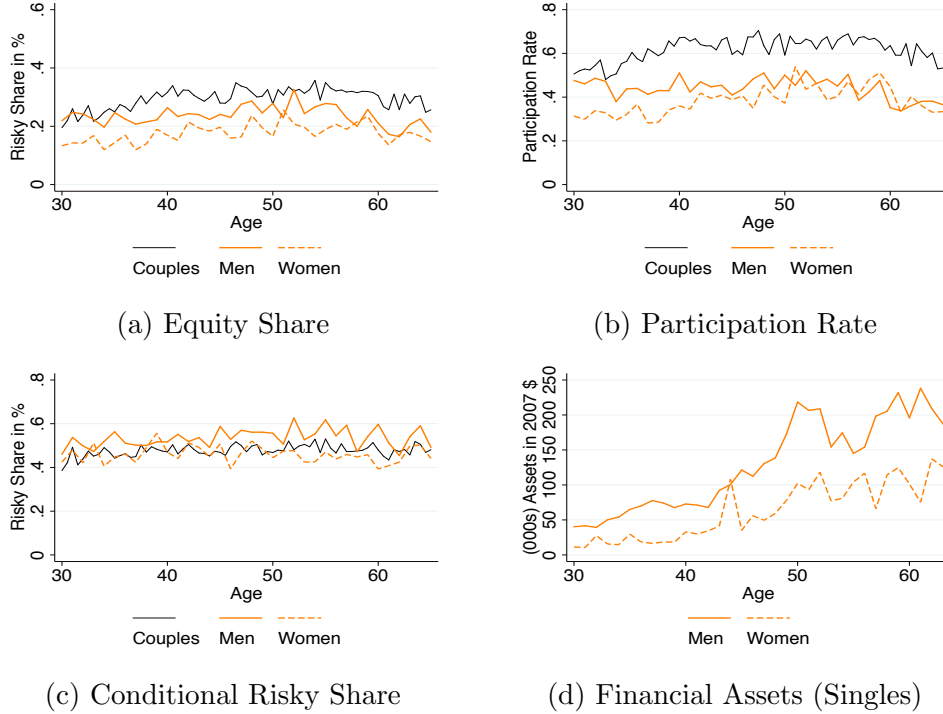 Risky Share in %
0 .2 .4 .6
30 40 50 60
Age
Couples Men Women
(a) Equity Share
Participation Rate
0 .2 .4 .6 .8
30 40 50 60
Age
Couples Men Women
(b) Participation Rate
Risky Share in %
0 .2 .4 .6 .8
30 40 50 60
Age
Couples Men Women
(c) Conditional Risky Share
(000s) Assets in 2007 $
0 50 100 150 200 250
30 40 50 60
Age
Men Women
(d) Financial Assets (Singles)